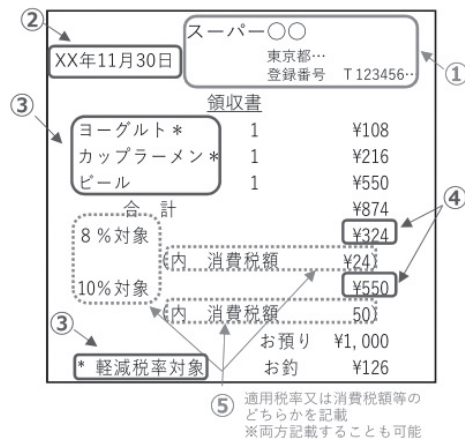 ②
スーパー○○
XX年11月30日
東京都…
登録番号 T 123456…
①
領収書
③
ヨーグルト * 1 ¥108
カップラーメン * 1 ¥216
ビール 1 ¥550
合 計 ¥874
④
8 %対象 ¥324
(内 消費税額 ¥24)
10%対象 ¥550
(内 消費税額 50)
③
お預り ¥1,000
* 軽減税率対象 お釣 ¥126
⑤ 適用税率又は消費税額等の
どちらかを記載
※両方記載することも可能